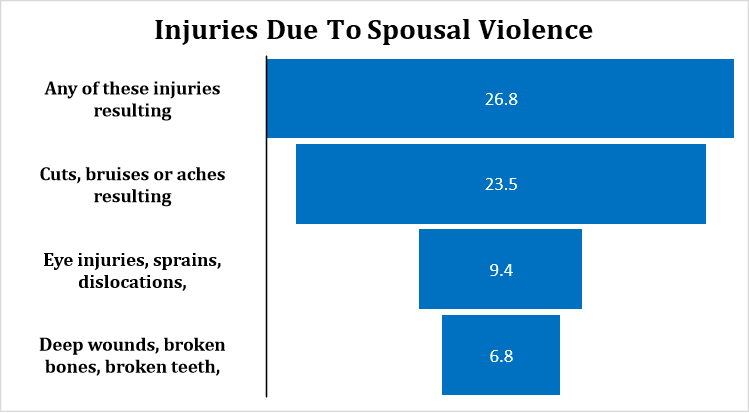 Injuries Due To Spousal Violence
Any of these injuries
resulting
26.8
Cuts, bruises or aches
resulting
23.5
Eye injuries, sprains,
dislocations,
9.4
Deep wounds, broken
bones, broken teeth,
6.8